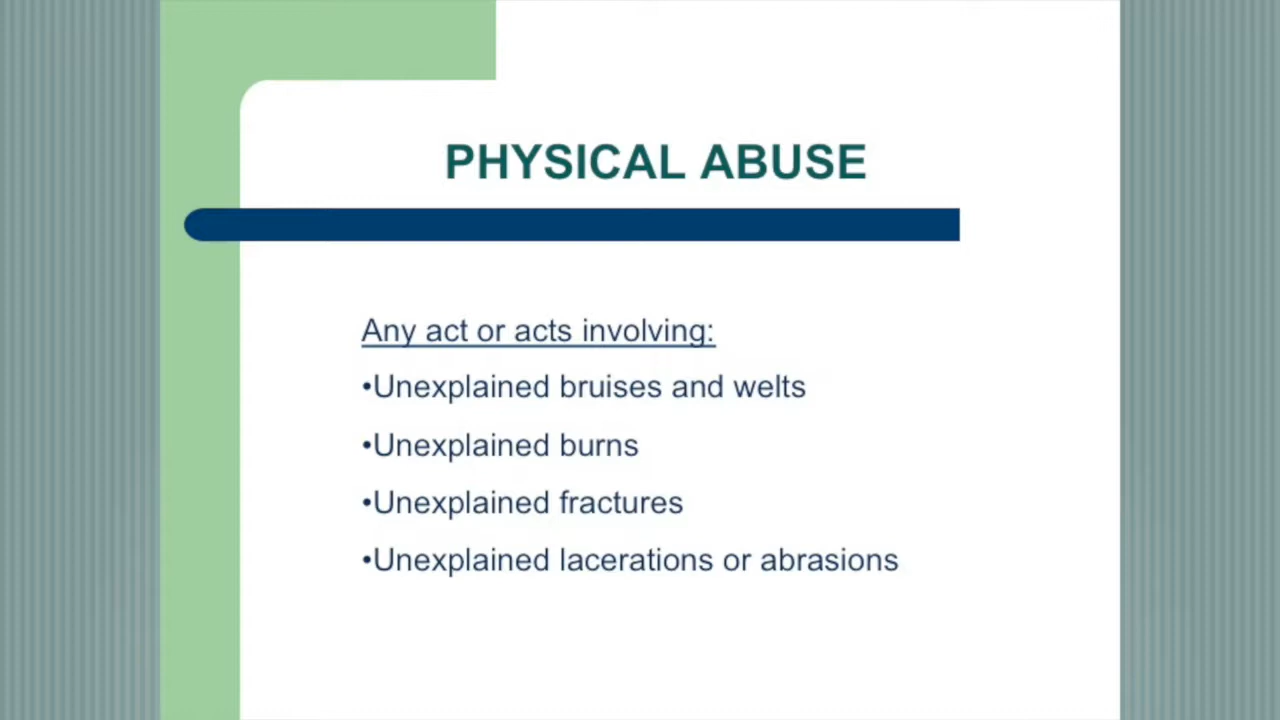 PHYSICAL ABUSE
Any act or acts involving:
•Unexplained bruises and welts
•Unexplained burns
•Unexplained fractures
•Unexplained lacerations or abrasions